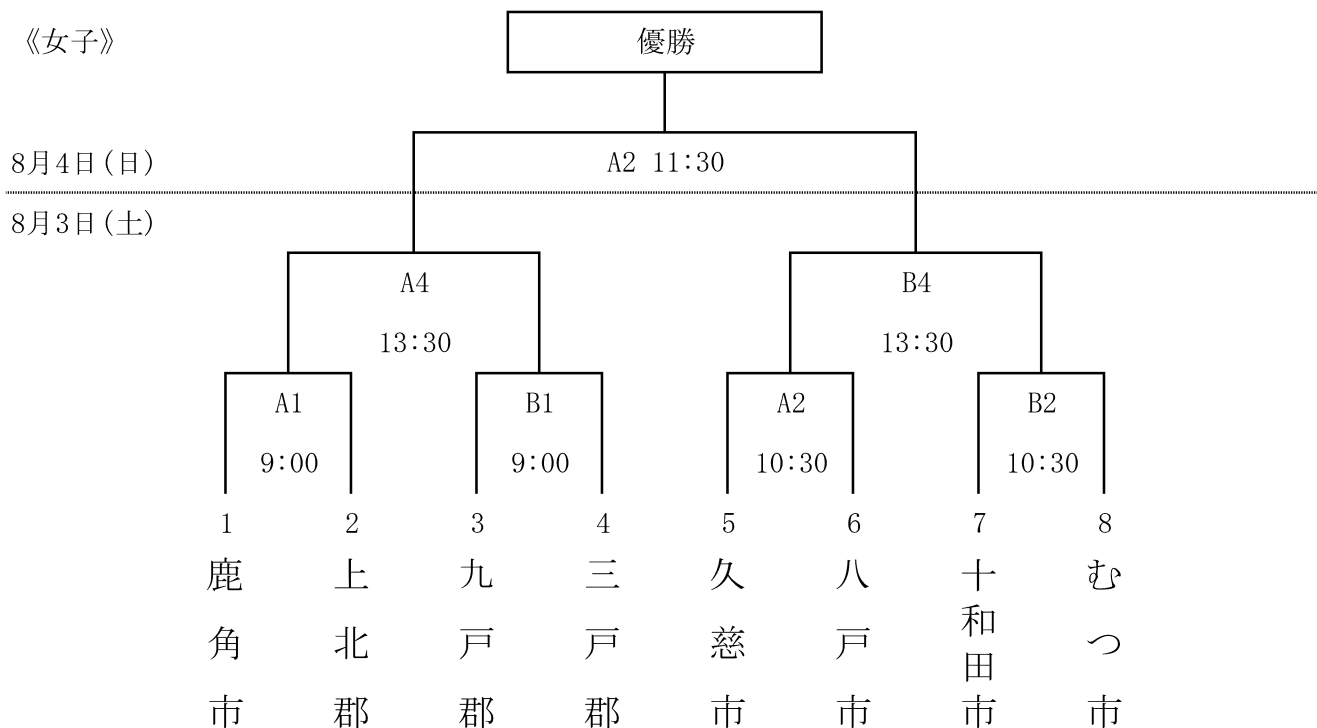 《女子》
優勝
8月4日(日)
A2 11:30
8月3日(土)
A4
B4
13:30
13:30
A1
B1
A2
B2
9:00
9:00
10:30
10:30
1
2
3
4
5
6
7
8
鹿角市
上北郡
九戸郡
三戸郡
久慈市
八戸市
十和田市
むつ市